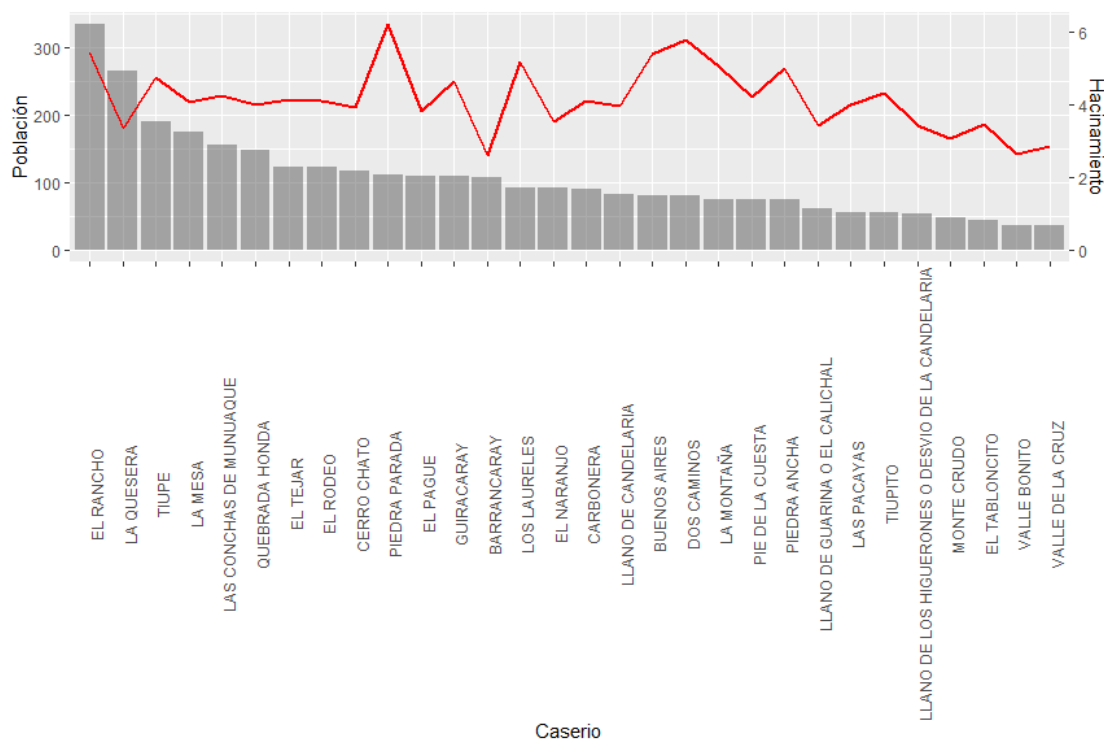 Población
300
200
100
0
6
4
2
0
Hacinamiento
EL RANCHO
LA QUESERA
TIUPE
LA MESA
LAS CONCHAS DE MUNUAQUE
QUEBRADA HONDA
EL TEJAR
EL RODEO
CERRO CHATO
PIEDRA PARADA
EL PAGUE
GUIRACARAY
BARRANCARAY
LOS LAURELES
EL NARANJO
CARBONERA
LLANO DE CANDELARIA
BUENOS AIRES
DOS CAMINOS
LA MONTAÑA
PIE DE LA CUESTA
PIEDRA ANCHA
LLANO DE GUARINA O EL CALICHAL
LAS PACAYAS
TIUPITO
LLANO DE LOS HIGUERONES O DESVIO DE LA CANDELARIA
MONTE CRUDO
EL TABLONCITO
VALLE BONITO
VALLE DE LA CRUZ
Caserio